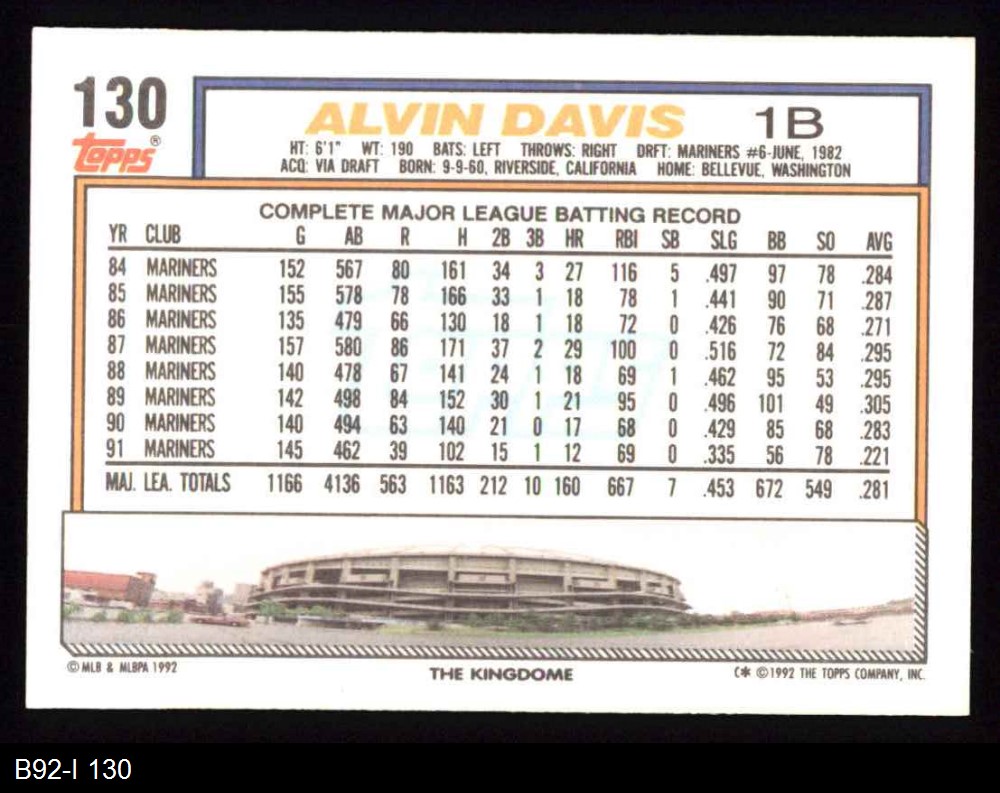 130
Topps®
ALVIN DAVIS 1B
HT: 6'1" WT: 190 BATS: LEFT THROWS: RIGHT DRFT: MARINERS #6-JUNE, 1982
ACQ: VIA DRAFT BORN: 9-9-60, RIVERSIDE, CALIFORNIA HOME: BELLEVUE, WASHINGTON
COMPLETE MAJOR LEAGUE BATTING RECORD
YR CLUB G AB R H 2B 3B HR RBI SB SLG BB SO AVG
84 MARINERS 152 567 80 161 34 3 27 116 5 .497 97 78 .284
85 MARINERS 155 578 78 166 33 1 18 78 1 .441 90 71 .287
86 MARINERS 135 479 66 130 18 1 18 72 0 .426 76 68 .271
87 MARINERS 157 580 86 171 37 2 29 100 0 .516 72 84 .295
88 MARINERS 140 478 67 141 24 1 18 69 1 .462 95 53 .295
89 MARINERS 142 498 84 152 30 1 21 95 0 .496 101 49 .305
90 MARINERS 140 494 63 140 21 0 17 68 0 .429 85 68 .283
91 MARINERS 145 462 39 102 15 1 12 69 0 .335 56 78 .221
MAJ. LEA. TOTALS 1166 4136 563 1163 212 10 160 667 7 .453 672 549 .281
© MLB & MLBPA 1992 THE KINGDOME C* ©1992 THE TOPPS COMPANY, INC.
B92-I 130